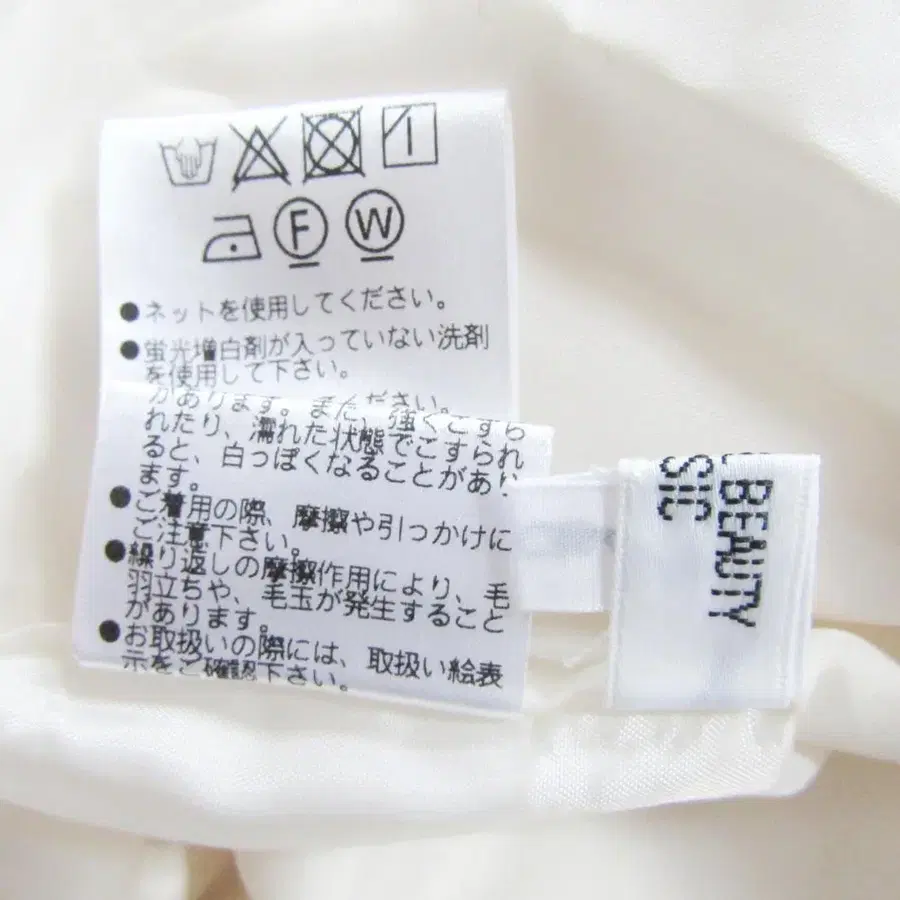 F W
●ネットを使用してください。
●蛍光増白剤が入っていない洗剤
を使用して下さい。
があります。また、強くこすら
れたり、濡れた状態でこすられ
ると、白っぽくなることがあり
ます。
●ご着用の際、摩擦や引っかけに
ご注意下さい。
●繰り返しの摩擦作用により、毛
羽立ちや、毛玉が発生すること
があります。
●お取扱いの際には、取扱い絵表
示をご確認下さい。
BEAUTY